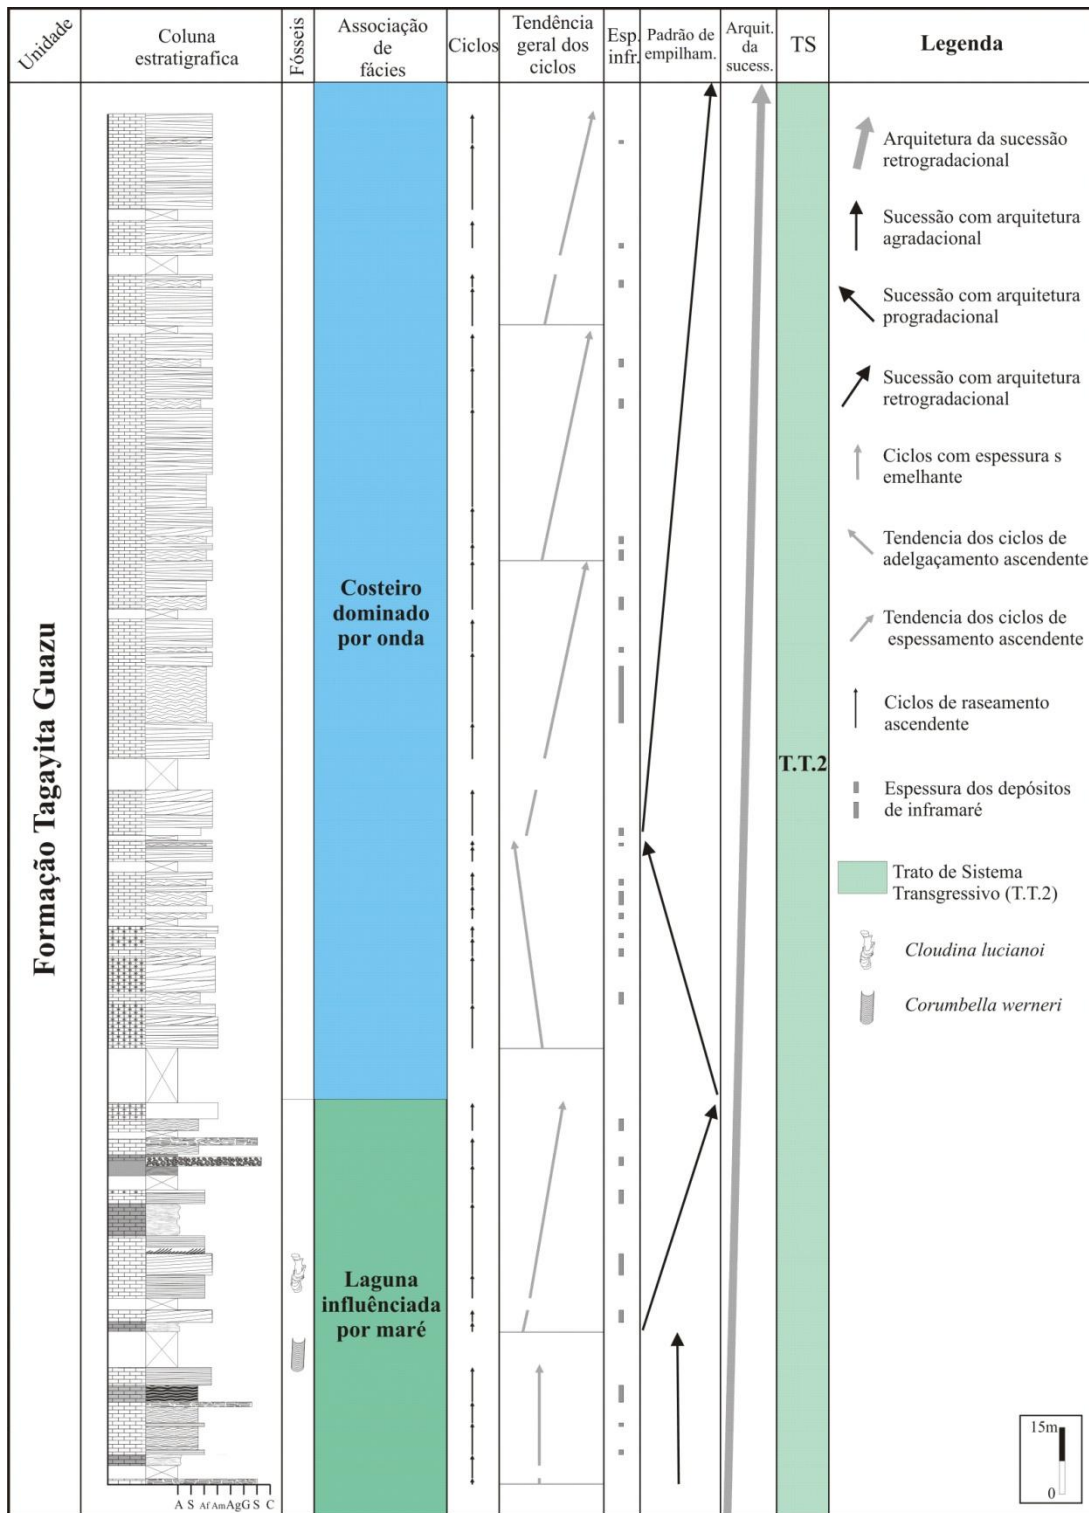 Unidade
Coluna
estratigrafica
Fósseis
Associação
de
fácies
Ciclos
Tendência
geral dos
ciclos
Esp.
infr.
Padrão de
empilham.
Arquit.
da
sucess.
TS
Legenda
Formação Tagayita Guazu
Costeiro
dominado
por onda
Laguna
influênciada
por maré
T.T.2
Arquitetura da sucessão
retrogradacional
Sucessão com arquitetura
agradacional
Sucessão com arquitetura
progradacional
Sucessão com arquitetura
retrogradacional
Ciclos com espessura s
emelhante
Tendencia dos ciclos de
adelgaçamento ascendente
Tendencia dos ciclos de
espessamento ascendente
Ciclos de raseamento
ascendente
Espessura dos depósitos
de inframaré
Trato de Sistema
Transgressivo (T.T.2)
Cloudina lucianoi
Corumbella werneri
15m
0
A S Af Am Ag G S C